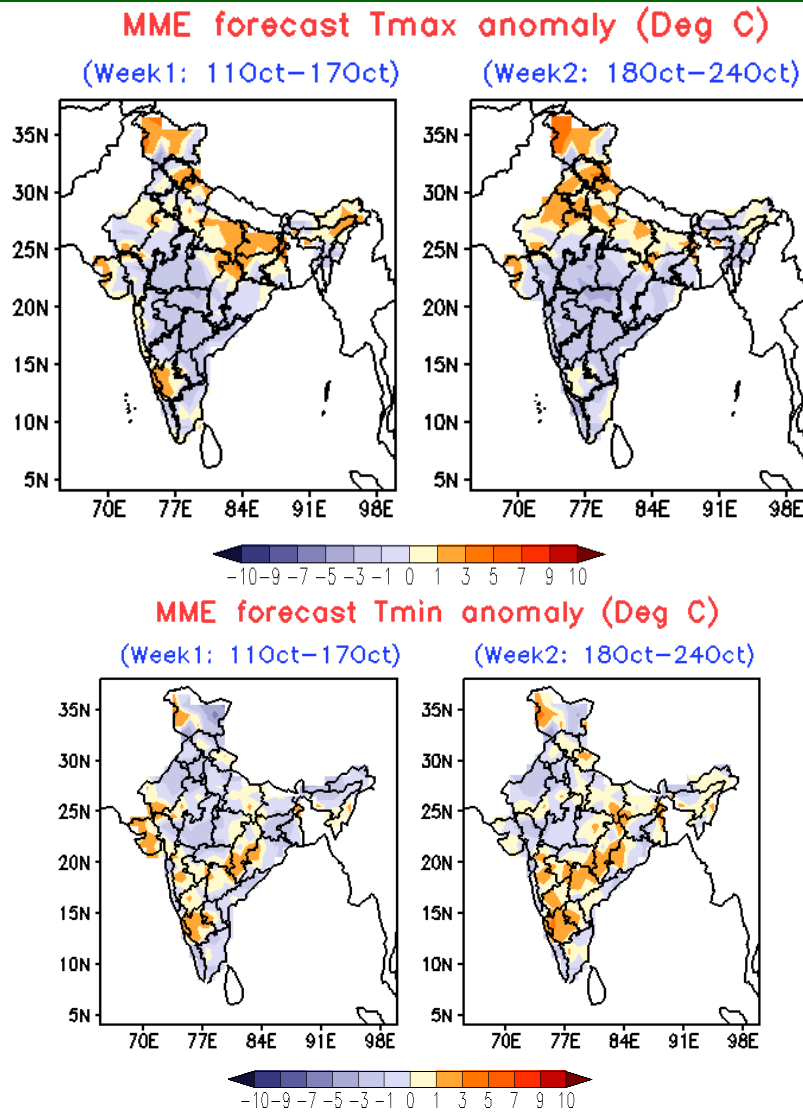 MME forecast Tmax anomaly (Deg C)
(Week1: 11Oct-17Oct) (Week2: 18Oct-24Oct)
35N 35N
30N 30N
25N 25N
20N 20N
15N 15N
10N 10N
5N 5N
70E 77E 84E 91E 98E 70E 77E 84E 91E 98E
-10 -9 -7 -5 -3 -1 0 1 3 5 7 9 10
MME forecast Tmin anomaly (Deg C)
(Week1: 11Oct-17Oct) (Week2: 18Oct-24Oct)
35N 35N
30N 30N
25N 25N
20N 20N
15N 15N
10N 10N
5N 5N
70E 77E 84E 91E 98E 70E 77E 84E 91E 98E
-10 -9 -7 -5 -3 -1 0 1 3 5 7 9 10